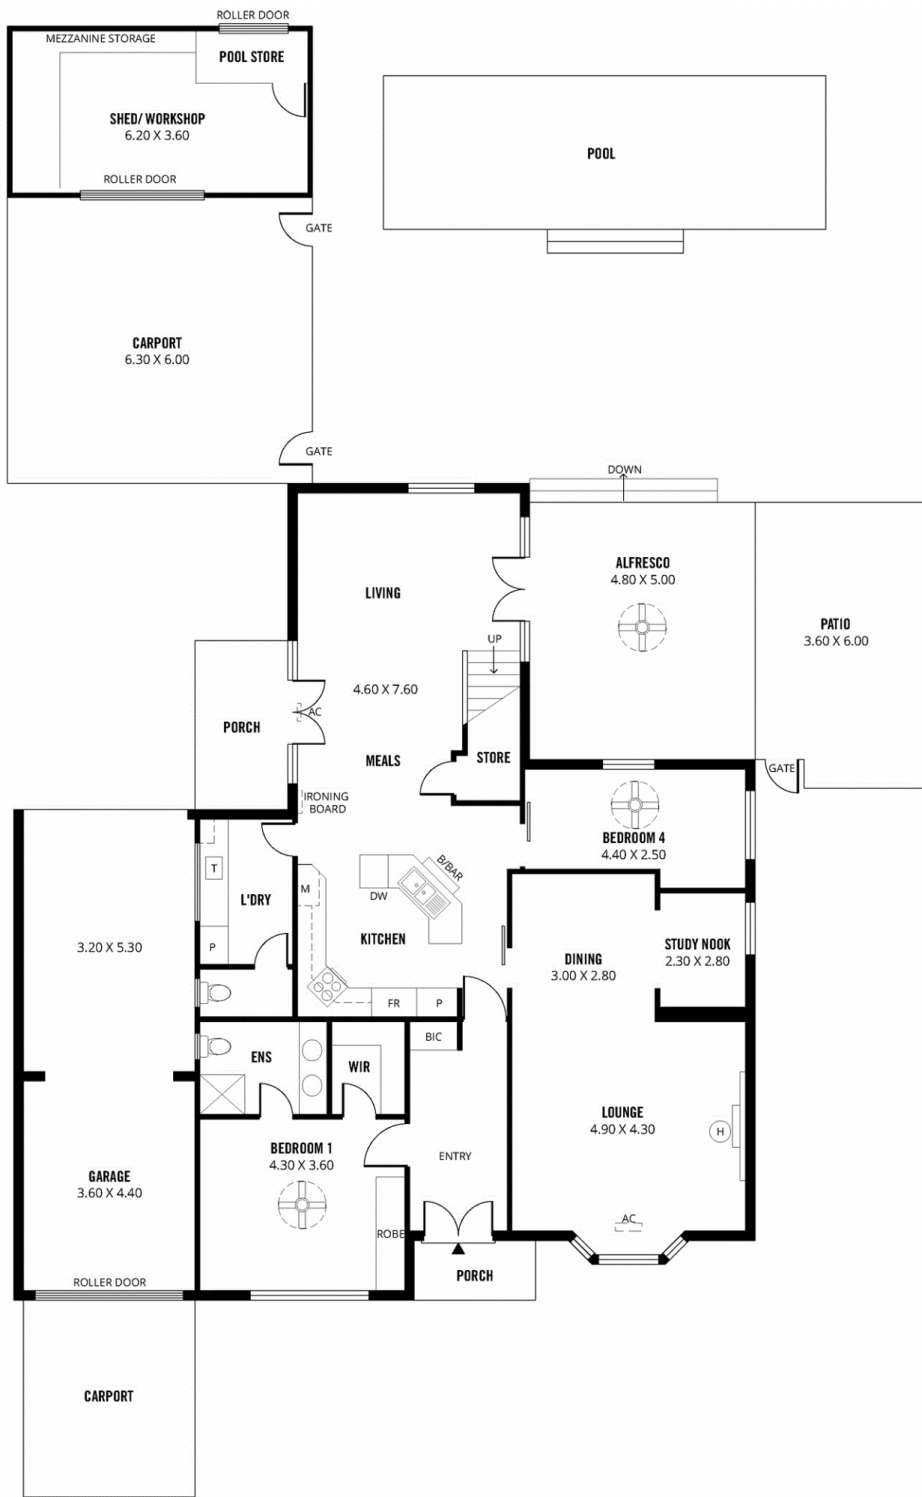 ROLLER DOOR
MEZZANINE STORAGE
POOL STORE
SHED/ WORKSHOP
6.20 X 3.60
ROLLER DOOR
POOL
GATE
CARPORT
6.30 X 6.00
GATE
DOWN
ALFRESCO
4.80 X 5.00
LIVING
PATIO
3.60 X 6.00
UP
4.60 X 7.60
AC
PORCH
STORE
MEALS
GATE
IRONING
BOARD
BEDROOM 4
4.40 X 2.50
B/BAR
T
M
DW
L'DRY
KITCHEN
P
3.20 X 5.30
STUDY NOOK
2.30 X 2.80
DINING
3.00 X 2.80
FR
P
BIC
ENS
WIR
LOUNGE
4.90 X 4.30
H
BEDROOM 1
4.30 X 3.60
ENTRY
GARAGE
3.60 X 4.40
AC
ROBE
PORCH
ROLLER DOOR
CARPORT